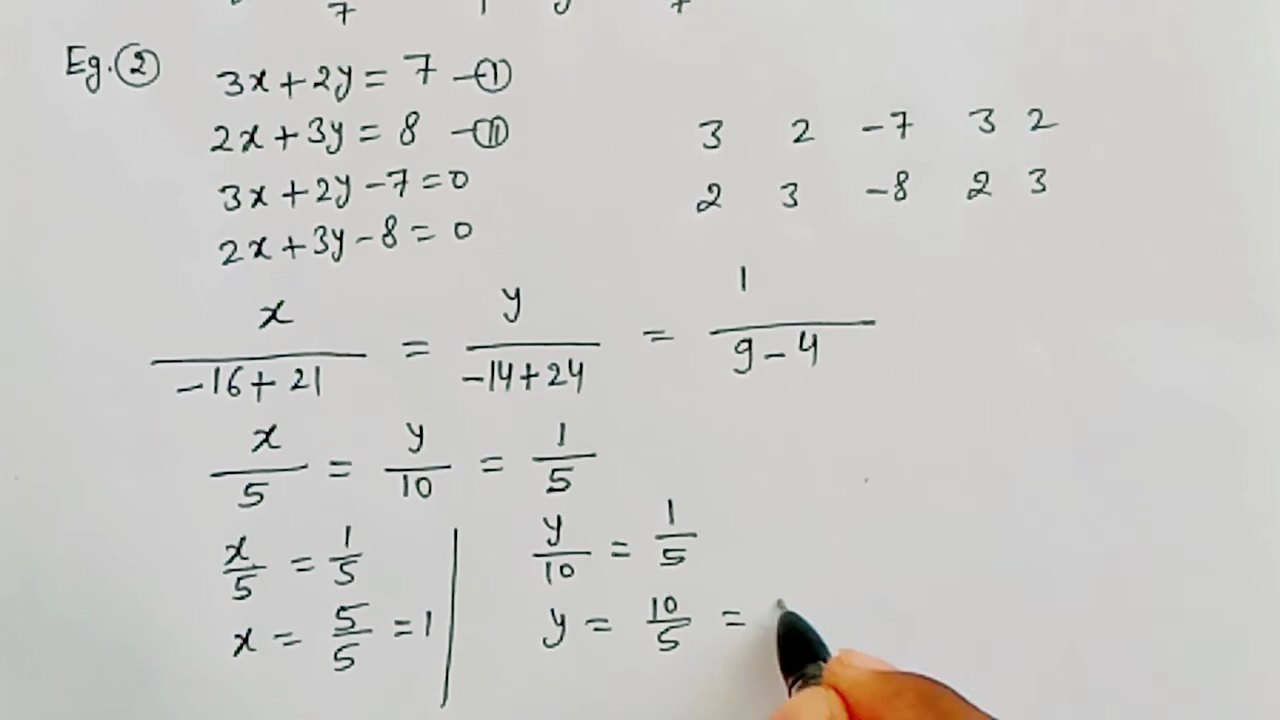 7 7
Eg. ② 3x + 2y = 7 —Ⓘ
2x + 3y = 8 —Ⓘ︎Ⓘ
3x + 2y - 7 = 0
2x + 3y - 8 = 0
3 2 -7 3 2
2 3 -8 2 3
x/(-16 + 21) = y/(-14 + 24) = 1/(9 - 4)
x/5 = y/10 = 1/5
x/5 = 1/5
x = 5/5 = 1
y/10 = 1/5
y = 10/5 =